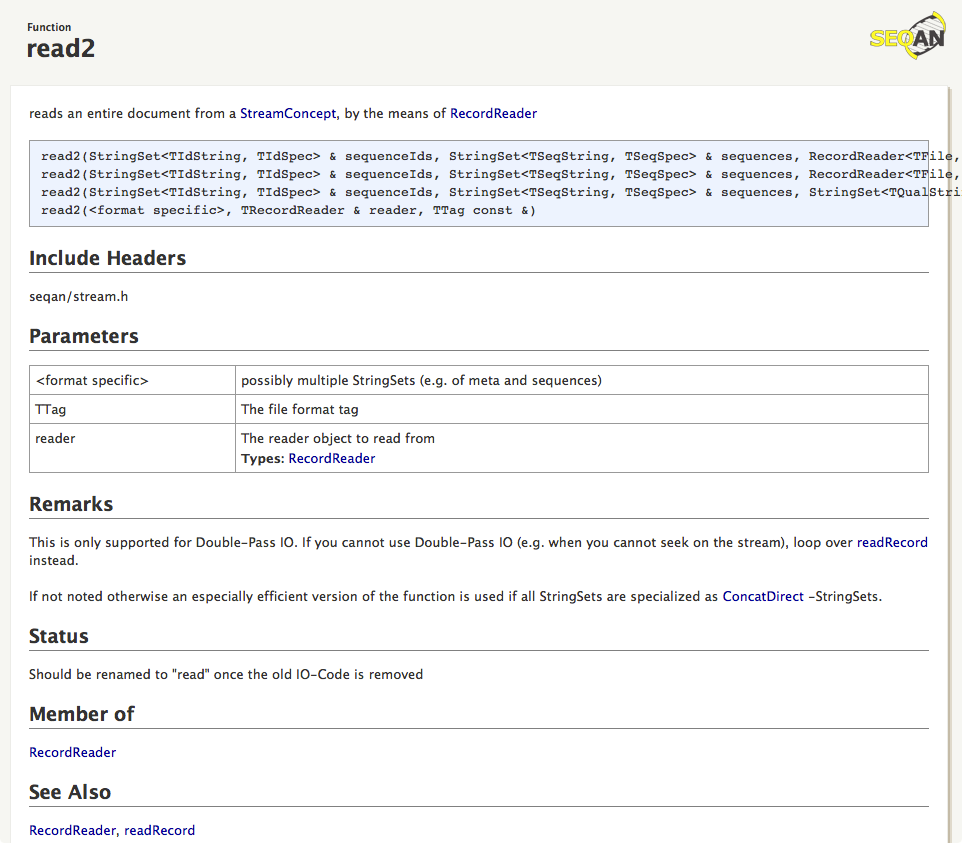 Function
read2
SEQAN
reads an entire document from a StreamConcept, by the means of RecordReader
read2(StringSet<TIdString, TIdSpec> & sequenceIds, StringSet<TSeqString, TSeqSpec> & sequences, RecordReader<TFile,
read2(StringSet<TIdString, TIdSpec> & sequenceIds, StringSet<TSeqString, TSeqSpec> & sequences, RecordReader<TFile,
read2(StringSet<TIdString, TIdSpec> & sequenceIds, StringSet<TSeqString, TSeqSpec> & sequences, StringSet<TQualStri
read2(<format specific>, TRecordReader & reader, TTag const &)
Include Headers
seqan/stream.h
Parameters
<format specific> possibly multiple StringSets (e.g. of meta and sequences)
TTag The file format tag
reader The reader object to read from
Types: RecordReader
Remarks
This is only supported for Double-Pass IO. If you cannot use Double-Pass IO (e.g. when you cannot seek on the stream), loop over readRecord
instead.
If not noted otherwise an especially efficient version of the function is used if all StringSets are specialized as ConcatDirect -StringSets.
Status
Should be renamed to "read" once the old IO-Code is removed
Member of
RecordReader
See Also
RecordReader, readRecord